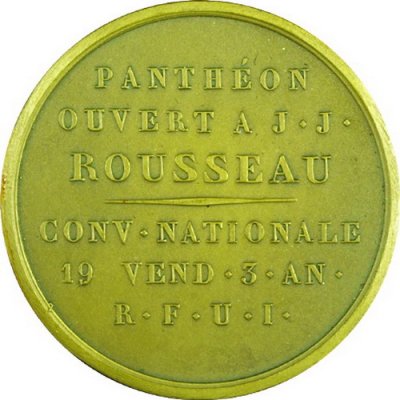 PANTHÉON
OUVERT A J·J·
ROUSSEAU
CONV·NATIONALE
19 VEND·3·AN·
R·F·U·I·